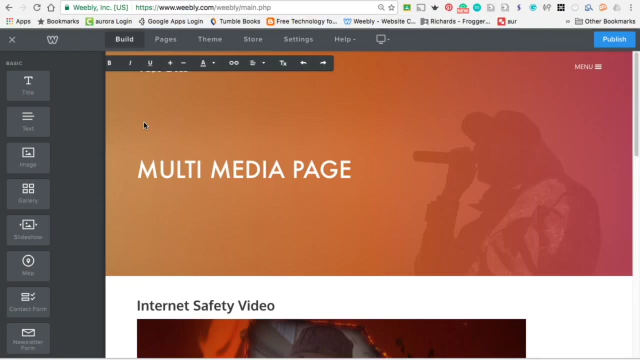 Weebly, Inc. [US] https://www.weebly.com/weebly/main.php
Apps Bookmarks aurora Login Google Apps Login Tumble Books Free Technology fo Weebly - Website C Richards - Frogger aur Other Bookmarks
Build Pages Theme Store Settings Help Publish
BASIC
B I U + − A Tx
MENU
Title
Text
Image
MULTI MEDIA PAGE
Gallery
Slideshow
Map
Contact Form
Internet Safety Video
Newsletter
Form